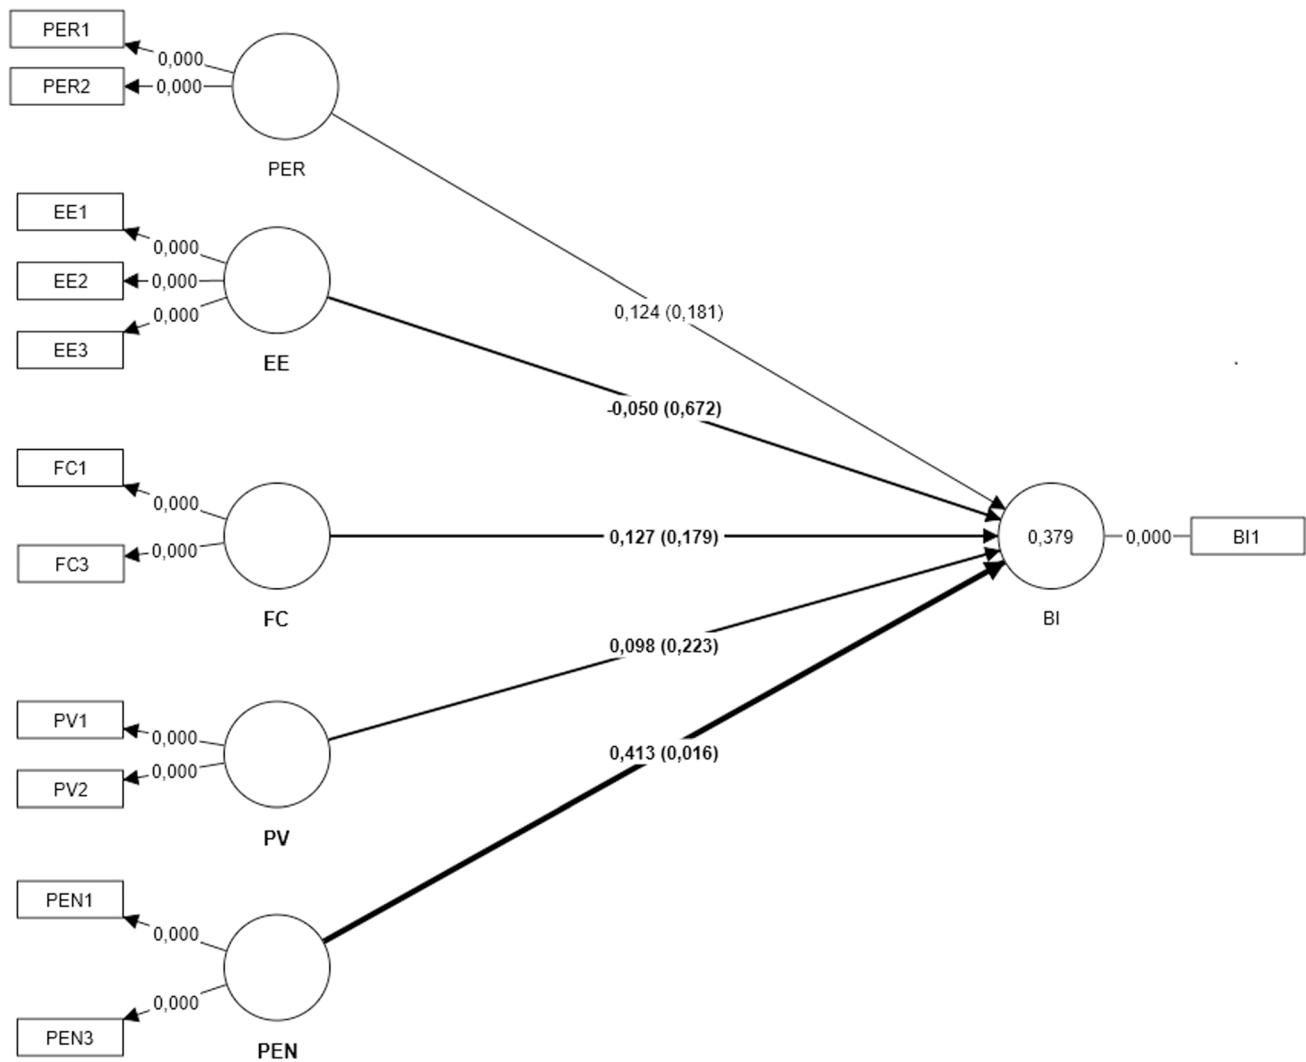 PER1
0,000
PER2
0,000
PER
EE1
0,000
EE2
0,000
0,000
EE3
EE
0,124 (0,181)
-0,050 (0,672)
FC1
0,000
0,000
FC3
FC
0,127 (0,179)
0,379
0,000
BI1
BI
0,098 (0,223)
PV1
0,000
0,000
PV2
PV
0,413 (0,016)
PEN1
0,000
0,000
PEN3
PEN